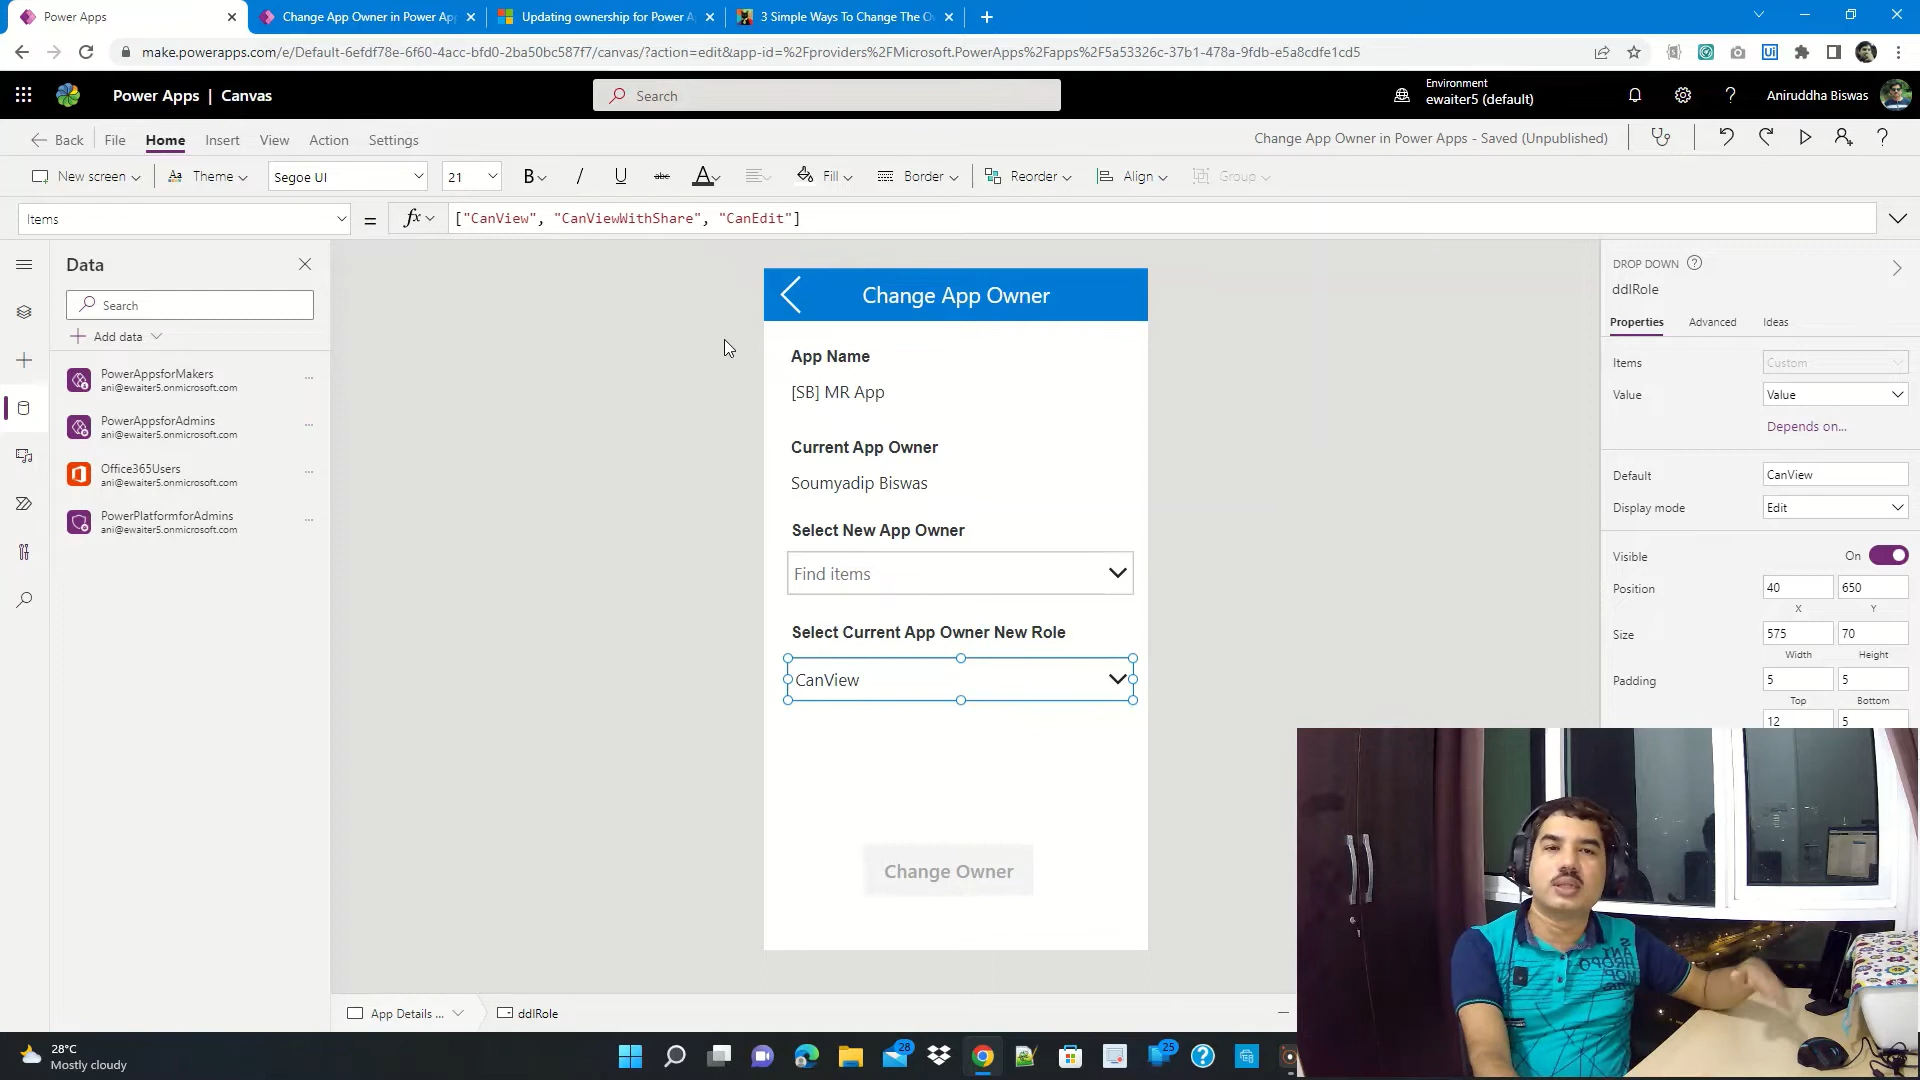 Power Apps
Change App Owner in Power Ap
Updating ownership for Power A
3 Simple Ways To Change The O
make.powerapps.com/e/Default-6efdf78e-6f60-4acc-bfd0-2ba50bc587f7/canvas/?action=edit&app-id=%2Fproviders%2FMicrosoft.PowerApps%2Fapps%2F5a53326c-37b1-478a-9fdb-e5a8cdfe1cd5
Power Apps | Canvas
Search
Environment
ewaiter5 (default)
Aniruddha Biswas
Back File Home Insert View Action Settings
Change App Owner in Power Apps - Saved (Unpublished)
New screen Theme Segoe UI 21 B / U abc A Fill Border Reorder Align Group
Items = fx ["CanView", "CanViewWithShare", "CanEdit"]
Data
Search
Add data
PowerAppsforMakers
ani@ewaiter5.onmicrosoft.com
PowerAppsforAdmins
ani@ewaiter5.onmicrosoft.com
Office365Users
ani@ewaiter5.onmicrosoft.com
PowerPlatformforAdmins
ani@ewaiter5.onmicrosoft.com
Change App Owner
App Name
[SB] MR App
Current App Owner
Soumyadip Biswas
Select New App Owner
Find items
Select Current App Owner New Role
CanView
Change Owner
DROP DOWN
ddlRole
Properties Advanced Ideas
Items Custom
Value Value
Depends on...
Default CanView
Display mode Edit
Visible On
Position 40 650
X Y
Size 575 70
Width Height
Padding 5 5
Top Bottom
12 5
App Details ... ddlRole
28°C
Mostly cloudy
28
25